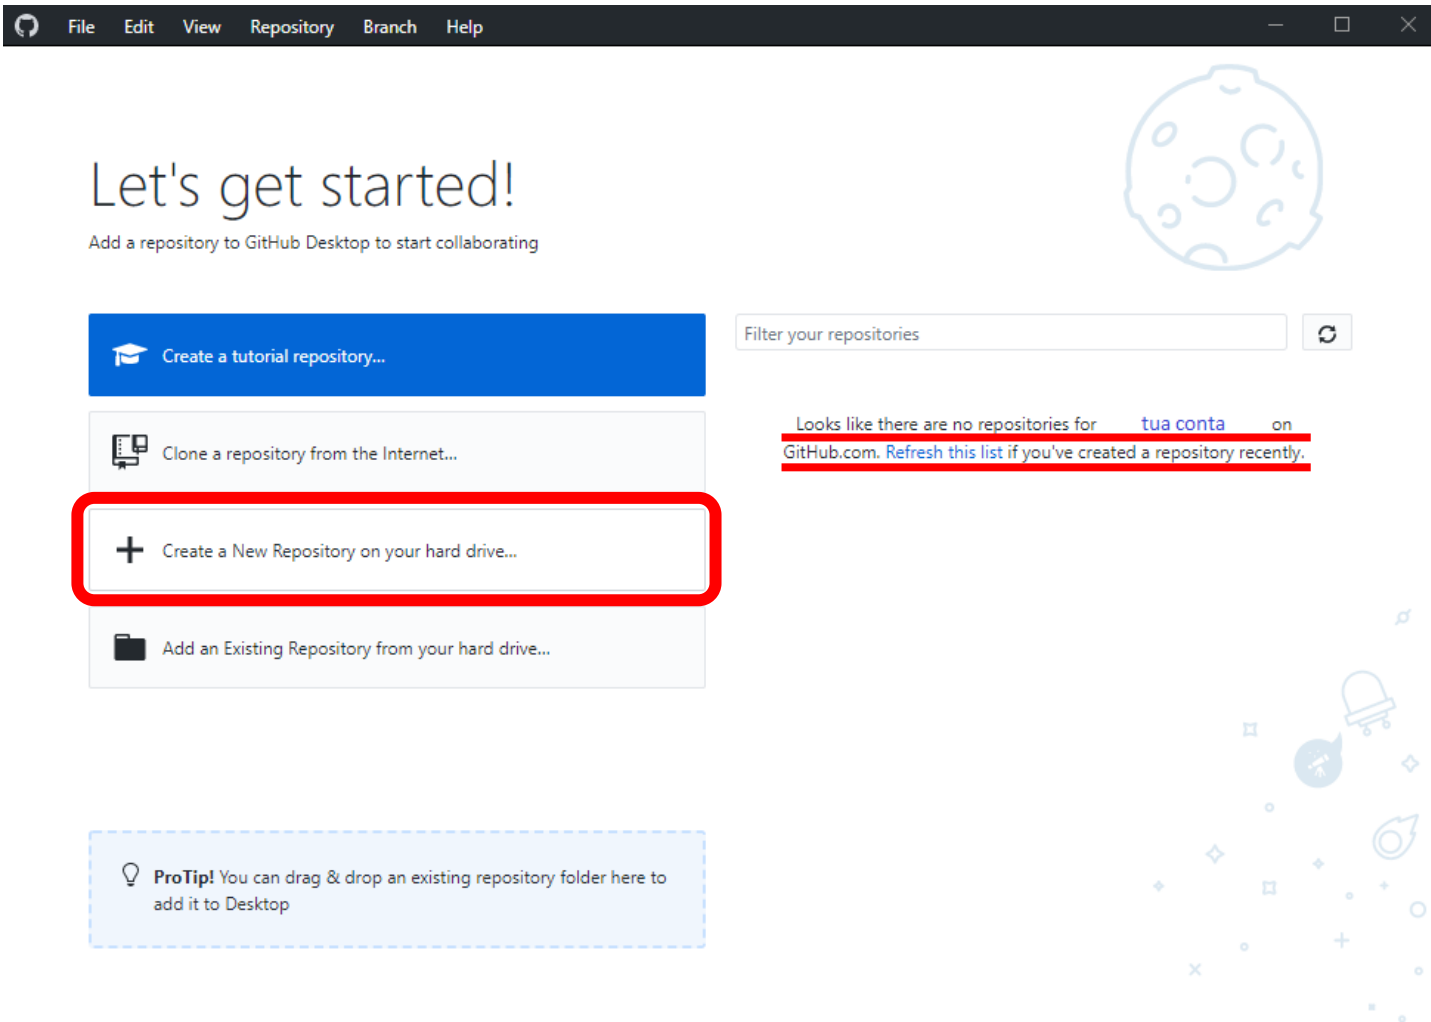 File Edit View Repository Branch Help
Let's get started!
Add a repository to GitHub Desktop to start collaborating
Create a tutorial repository...
Clone a repository from the Internet...
Create a New Repository on your hard drive...
Add an Existing Repository from your hard drive...
ProTip! You can drag & drop an existing repository folder here to
add it to Desktop
Filter your repositories
Looks like there are no repositories for tua conta on
GitHub.com. Refresh this list if you've created a repository recently.